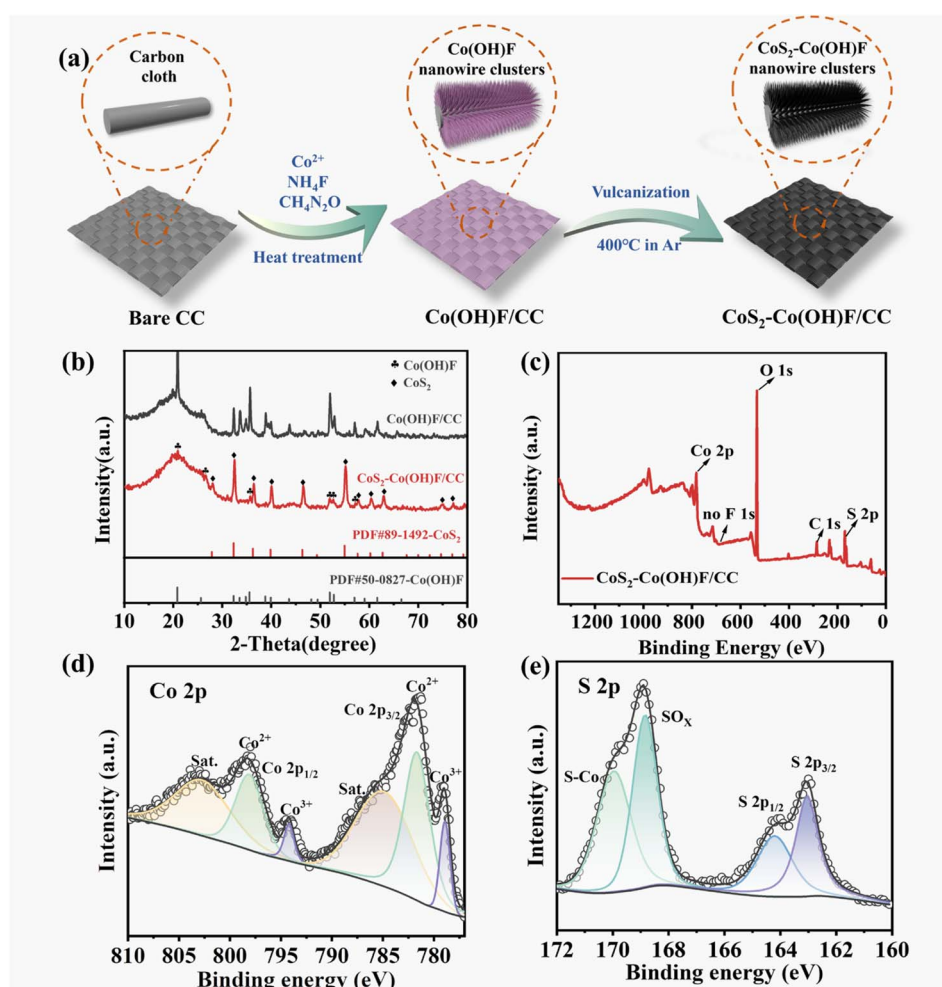 (a)
Carbon
cloth
Co(OH)F
nanowire clusters
CoS₂-Co(OH)F
nanowire clusters
Co²⁺
NH₄F
CH₄N₂O
Heat treatment
Vulcanization
400℃ in Ar
Bare CC
Co(OH)F/CC
CoS₂-Co(OH)F/CC
(b)
Intensity(a.u.)
♣ Co(OH)F
♦ CoS₂
Co(OH)F/CC
CoS₂-Co(OH)F/CC
PDF#89-1492-CoS₂
PDF#50-0827-Co(OH)F
10 20 30 40 50 60 70 80
2-Theta(degree)
(c)
Intensity (a.u.)
O 1s
Co 2p
no F 1s
C 1s
S 2p
CoS₂-Co(OH)F/CC
1200 1000 800 600 400 200 0
Binding Energy (eV)
(d)
Co 2p
Intensity (a.u.)
Sat.
Co²⁺
Co 2p₁/₂
Co³⁺
Sat.
Co 2p₃/₂
Co²⁺
Co³⁺
810 805 800 795 790 785 780
Binding energy (eV)
(e)
S 2p
Intensity (a.u.)
S-Co
SOₓ
S 2p₁/₂
S 2p₃/₂
172 170 168 166 164 162 160
Binding energy (eV)